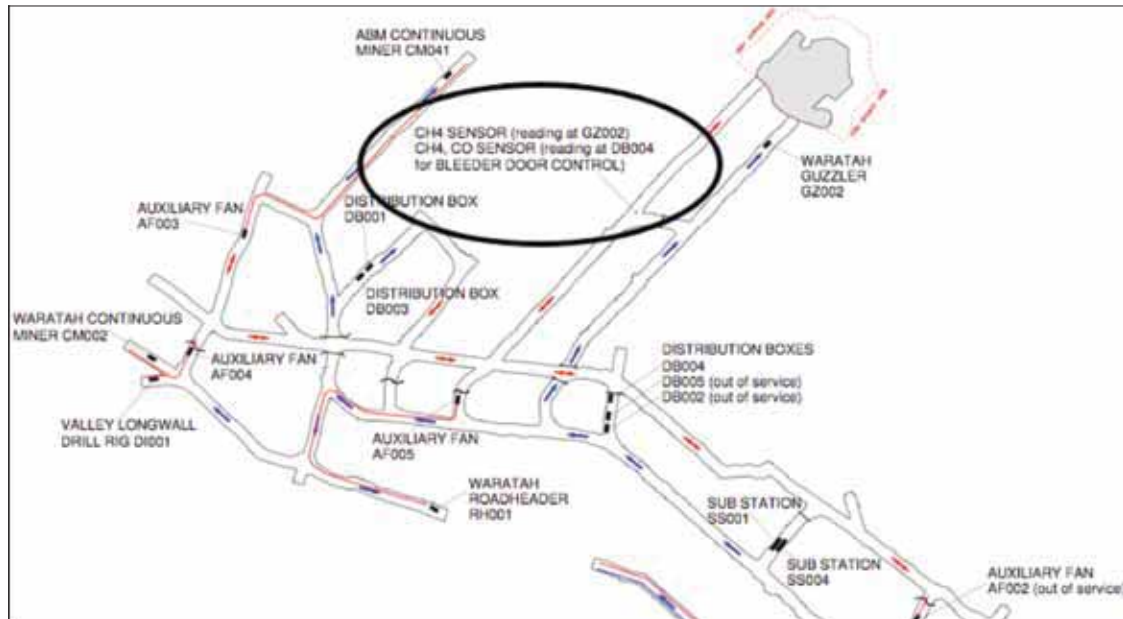 ABM CONTINUOUS
MINER CM041
CH4 SENSOR (reading at GZ002)
CH4, CO SENSOR (reading at DB004
for BLEEDER DOOR CONTROL)
WARATAH
GUZZLER
GZ002
AUXILIARY FAN
AF003
DISTRIBUTION BOX
DB001
DISTRIBUTION BOX
DB003
WARATAH CONTINUOUS
MINER CM002
AUXILIARY FAN
AF004
DISTRIBUTION BOXES
DB004
DB005 (out of service)
DB002 (out of service)
VALLEY LONGWALL
DRILL RIG DI001
AUXILIARY FAN
AF005
WARATAH
ROADHEADER
RH001
SUB STATION
SS001
SUB STATION
SS004
AUXILIARY FAN
AF002 (out of service)